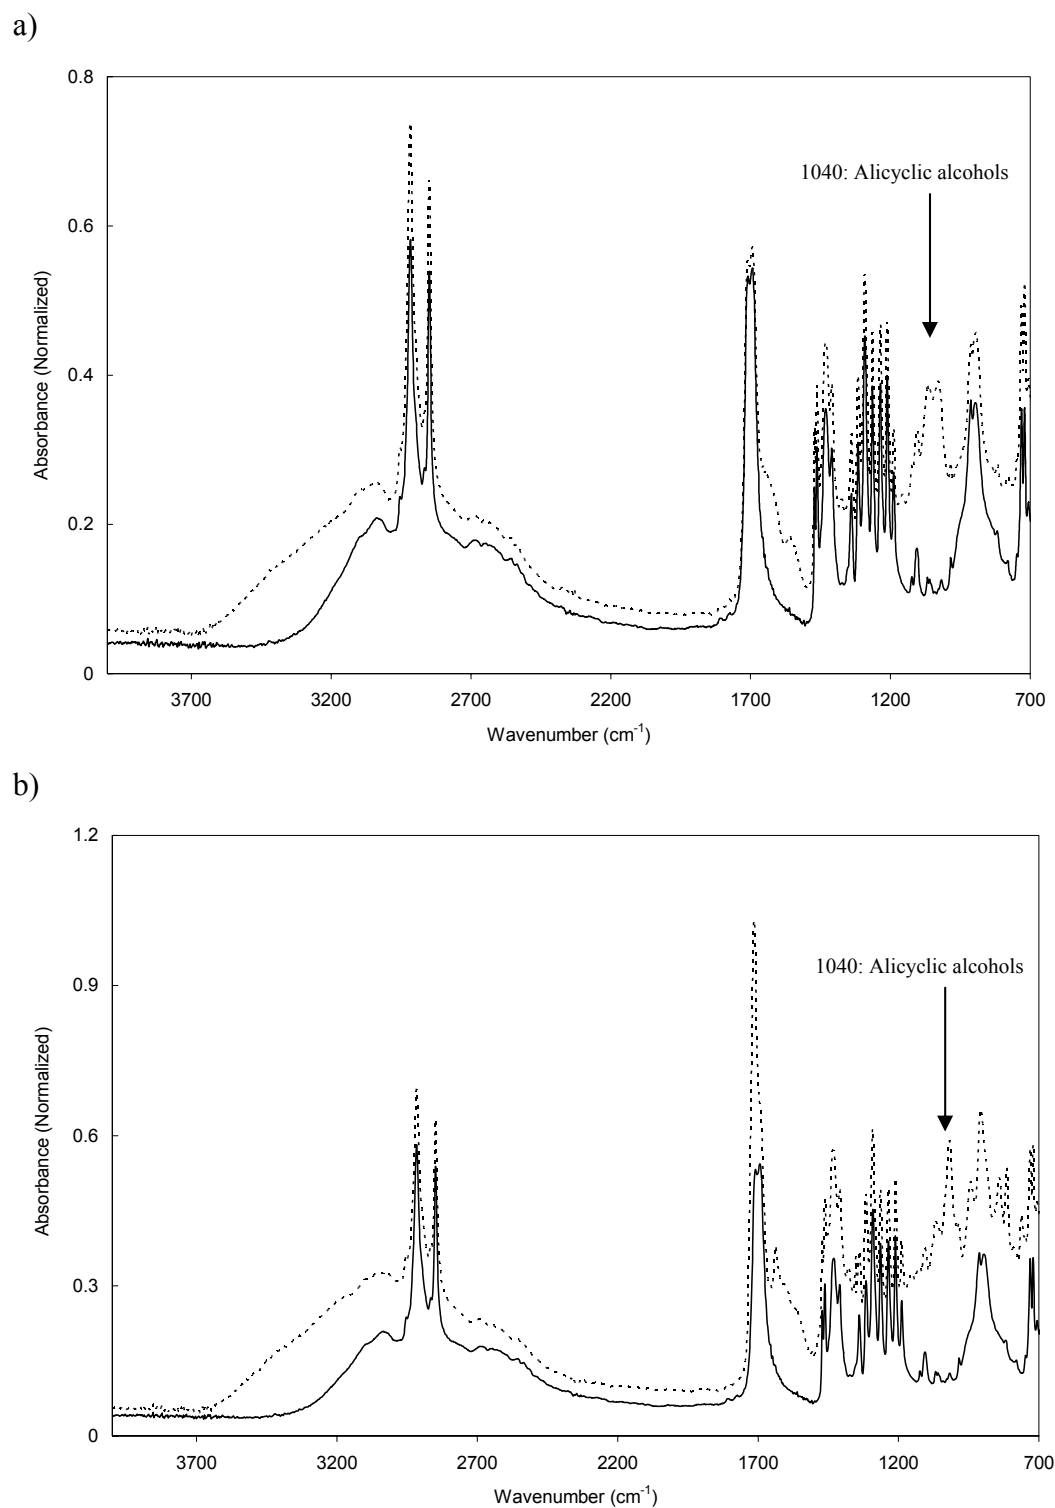 a)
0.8
1040: Alicyclic alcohols
0.6
0.4
0.2
0
Absorbance (Normalized)
3700 3200 2700 2200 1700 1200 700
Wavenumber (cm⁻¹)
b)
1.2
1040: Alicyclic alcohols
0.9
0.6
0.3
0
Absorbance (Normalized)
3700 3200 2700 2200 1700 1200 700
Wavenumber (cm⁻¹)